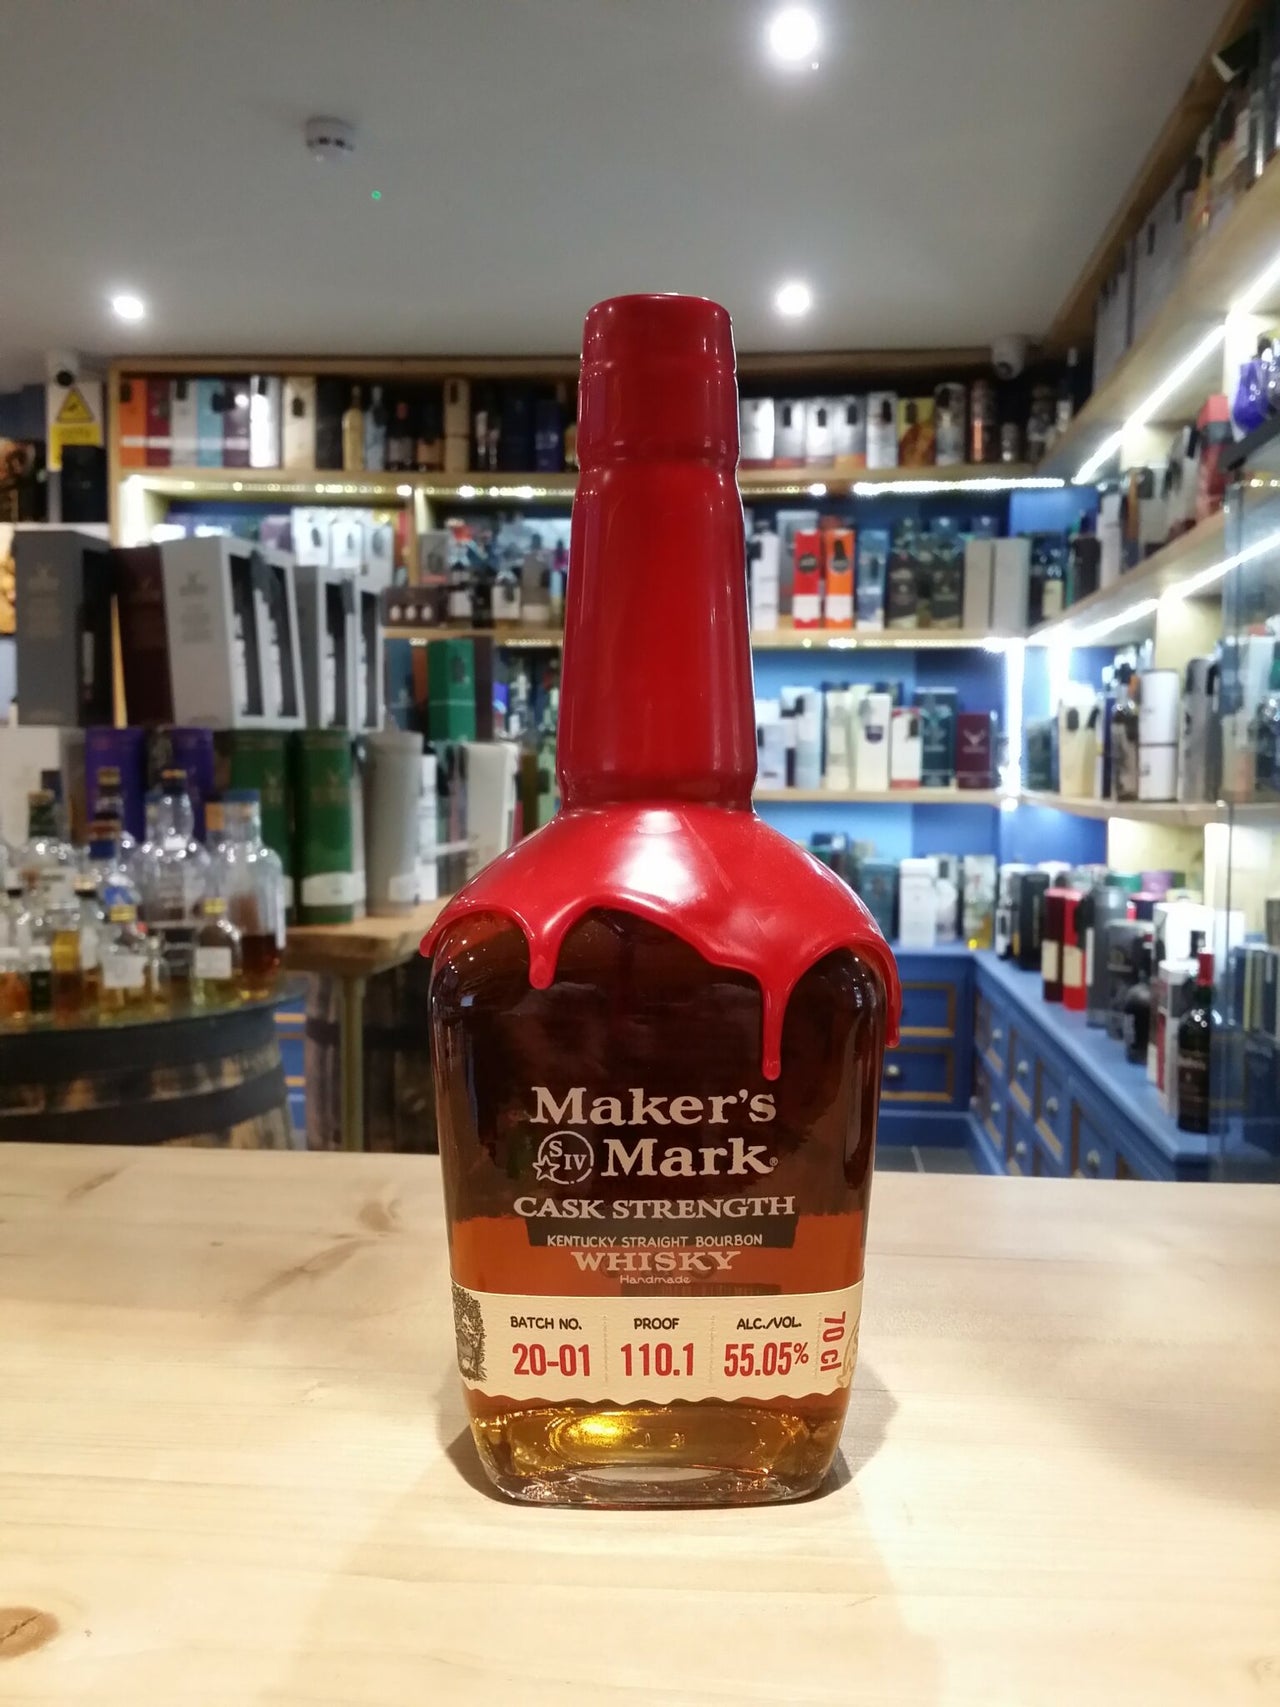 Maker's
SIV Mark®
CASK STRENGTH
KENTUCKY STRAIGHT BOURBON
WHISKY
Handmade
BATCH NO. PROOF ALC./VOL.
20-01 110.1 55.05%
70 cl